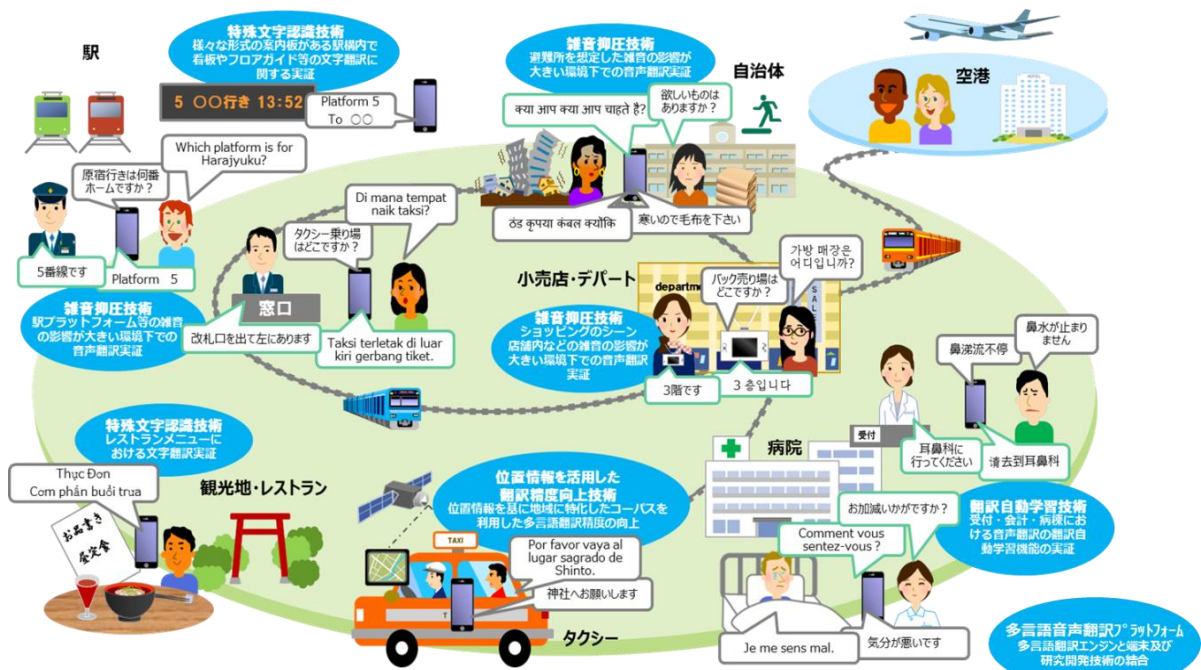 駅
特殊文字認識技術
様々な形式の案内板がある駅構内で
看板やフロアガイド等の文字翻訳に
関する実証
5 〇〇行き 13:52
Platform 5
To 〇〇
Which platform is for
Harajyuku?
原宿行きは何番
ホームですか？
5番線です
Platform 5
雑音抑圧技術
駅プラットフォーム等の雑音
の影響が大きい環境下での
音声翻訳実証
Di mana tempat
naik taksi?
タクシー乗り場
はどこですか？
窓口
改札口を出て左にあります
Taksi terletak di luar
kiri gerbang tiket.
雑音抑圧技術
避難所を想定した雑音の影響が
大きい環境下での音声翻訳実証
自治体
क्या आप क्या आप चाहते है?
欲しいものは
ありますか？
ठंड कृपया कंबल क्योंकि
寒いので毛布を下さい
空港
HOTEL
小売店・デパート
department
SALE
バック売り場は
どこですか？
가방 매장은
어디입니까?
3階です
3 층입니다
雑音抑圧技術
ショッピングのシーン
店舗内などの雑音の影響が
大きい環境下での音声翻訳
実証
鼻水が止まり
ません
鼻涕流不停
受付
耳鼻科に
行ってください
请去到耳鼻科
病院
翻訳自動学習技術
受付・会計・病棟にお
ける音声翻訳の翻訳自
動学習機能の実証
お加減いかがですか？
Comment vous
sentez-vous ?
Je me sens mal.
気分が悪いです
特殊文字認識技術
レストランメニューに
おける文字翻訳実証
Thực Đơn
Cơm phần buổi trua
お品書き
昼定食
観光地・レストラン
位置情報を活用した
翻訳精度向上技術
位置情報を基に地域に特化したコーパスを
利用した多言語翻訳精度の向上
TAXI
Por favor vaya al
lugar sagrado de
Shinto.
神社へお願いします
T
タクシー
多言語音声翻訳プラットフォーム
多言語翻訳エンジンと端末及び
研究開発技術の結合